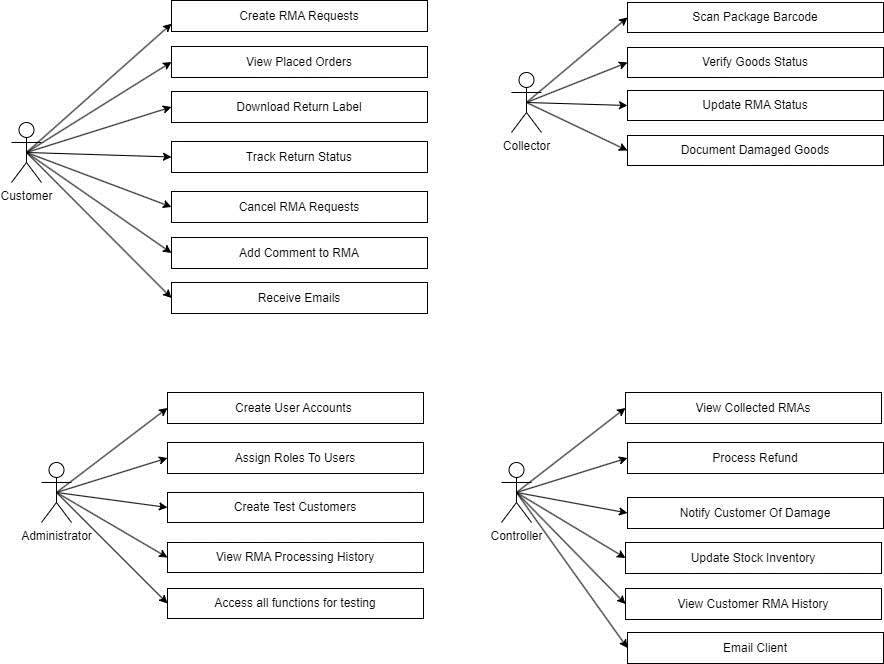 Create RMA Requests
View Placed Orders
Download Return Label
Track Return Status
Cancel RMA Requests
Add Comment to RMA
Receive Emails
Customer
Scan Package Barcode
Verify Goods Status
Update RMA Status
Document Damaged Goods
Collector
Create User Accounts
Assign Roles To Users
Create Test Customers
View RMA Processing History
Access all functions for testing
Administrator
View Collected RMAs
Process Refund
Notify Customer Of Damage
Update Stock Inventory
View Customer RMA History
Email Client
Controller